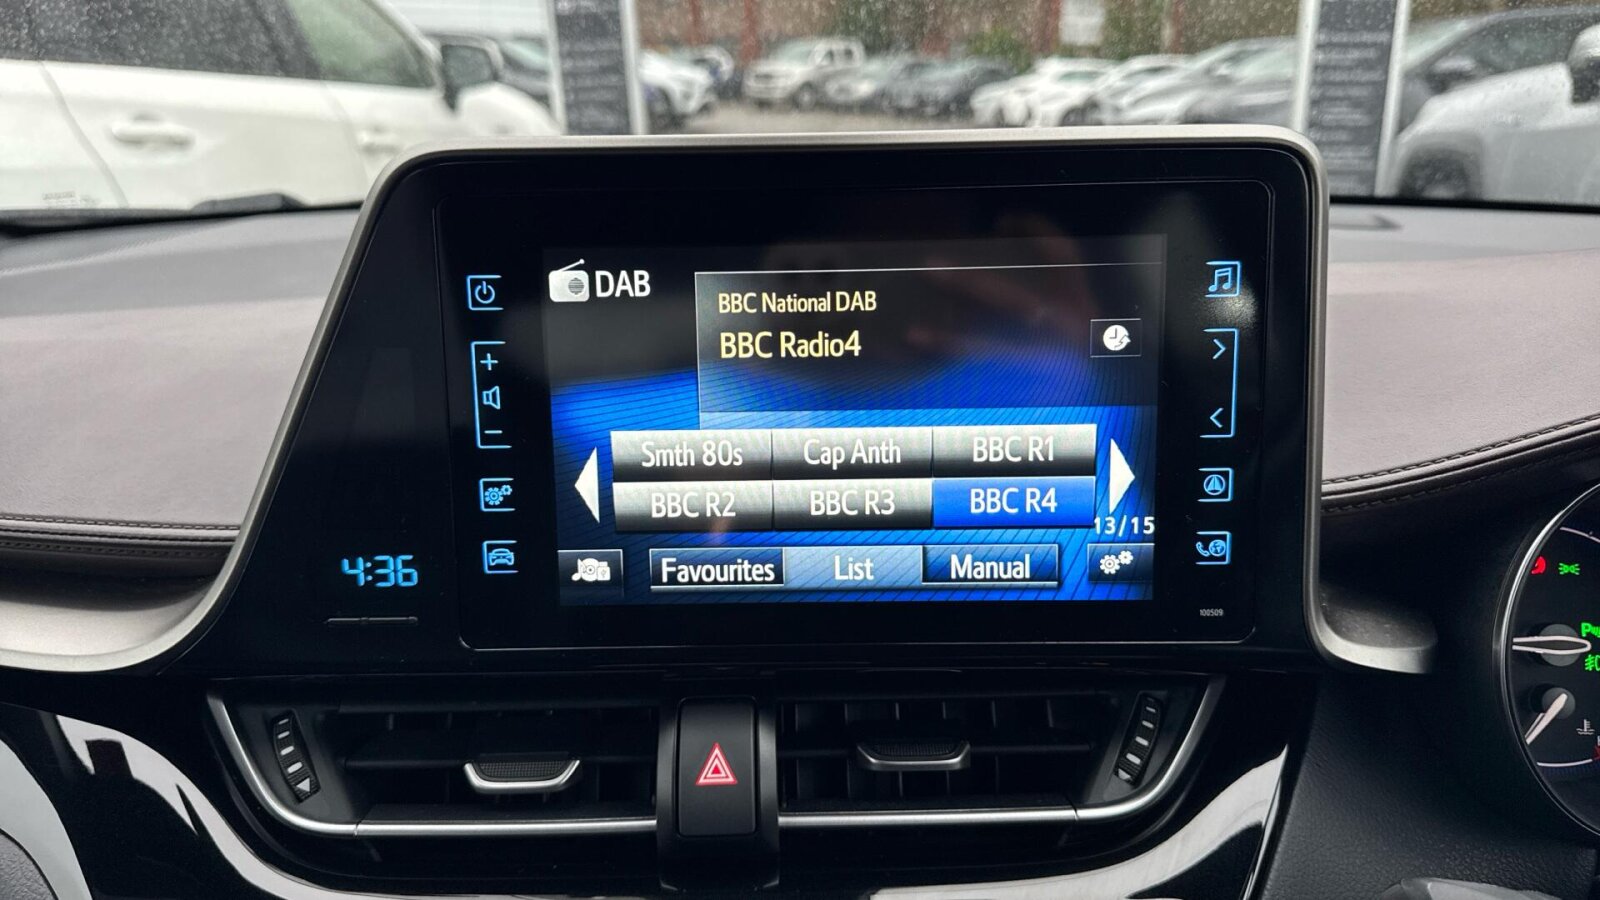 DAB
BBC National DAB
BBC Radio4
Smth 80s
Cap Anth
BBC R1
BBC R2
BBC R3
BBC R4
13/15
Favourites
List
Manual
4:36
100509